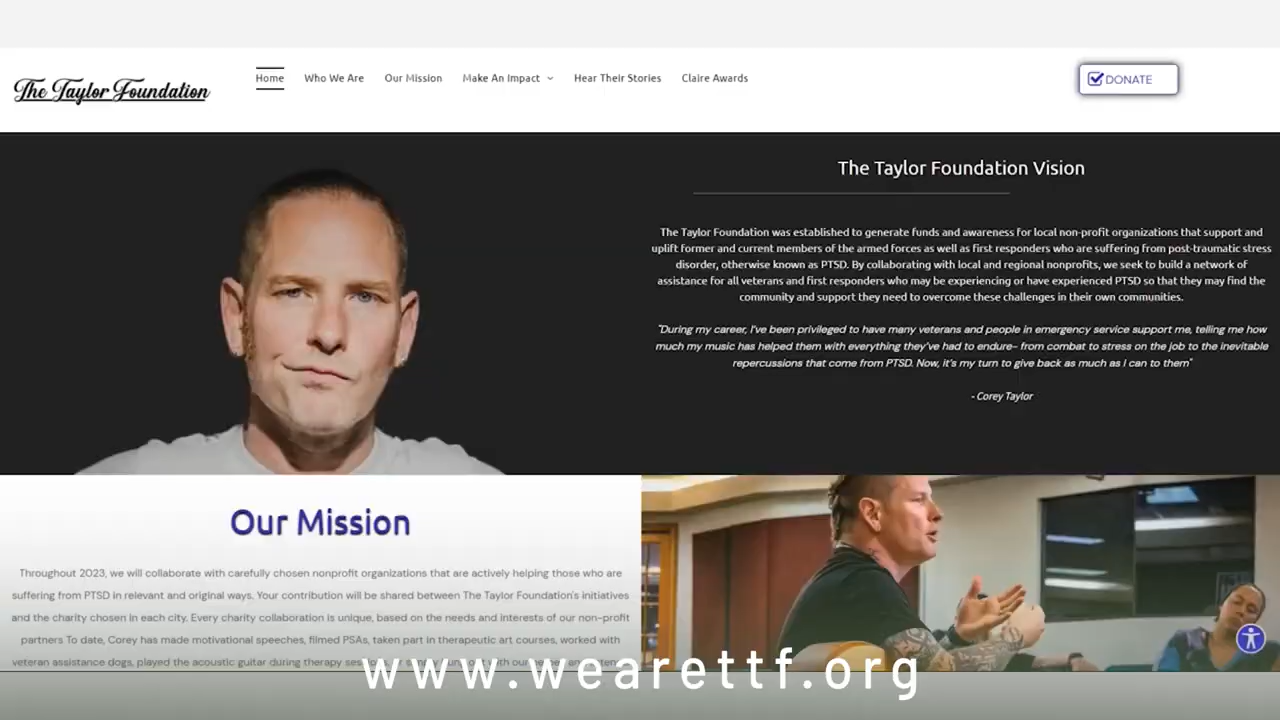 The Taylor Foundation
Home
Who We Are
Our Mission
Make An Impact
Hear Their Stories
Claire Awards
DONATE
The Taylor Foundation Vision
The Taylor Foundation was established to generate funds and awareness for local non-profit organizations that support and
uplift former and current members of the armed forces as well as first responders who are suffering from post-traumatic stress
disorder, otherwise known as PTSD. By collaborating with local and regional nonprofits, we seek to build a network of
assistance for all veterans and first responders who may be experiencing or have experienced PTSD so that they may find the
community and support they need to overcome these challenges in their own communities.
"During my career, I've been privileged to have many veterans and people in emergency service support me, telling me how
much my music has helped them with everything they've had to endure- from combat to stress on the job to the inevitable
repercussions that come from PTSD. Now, it's my turn to give back as much as I can to them"
- Corey Taylor
Our Mission
Throughout 2023, we will collaborate with carefully chosen nonprofit organizations that are actively helping those who are
suffering from PTSD in relevant and original ways. Your contribution will be shared between The Taylor Foundation's initiatives
and the charity chosen in each city. Every charity collaboration is unique, based on the needs and interests of our non-profit
partners To date, Corey has made motivational speeches, filmed PSAs, taken part in therapeutic art courses, worked with
veteran assistance dogs, played the acoustic guitar during therapy
www.wearettf.org